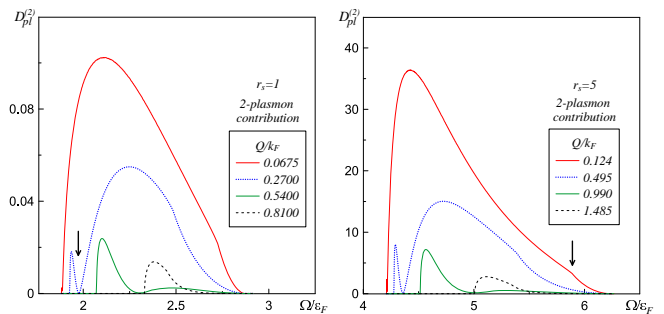 D_pl^(2)
0.08
0.04
0
r_s=1
2-plasmon
contribution
Q/k_F
0.0675
0.2700
0.5400
0.8100
2
2.5
3
Ω/ε_F
D_pl^(2)
40
30
20
10
0
r_s=5
2-plasmon
contribution
Q/k_F
0.124
0.495
0.990
1.485
4
5
6
Ω/ε_F